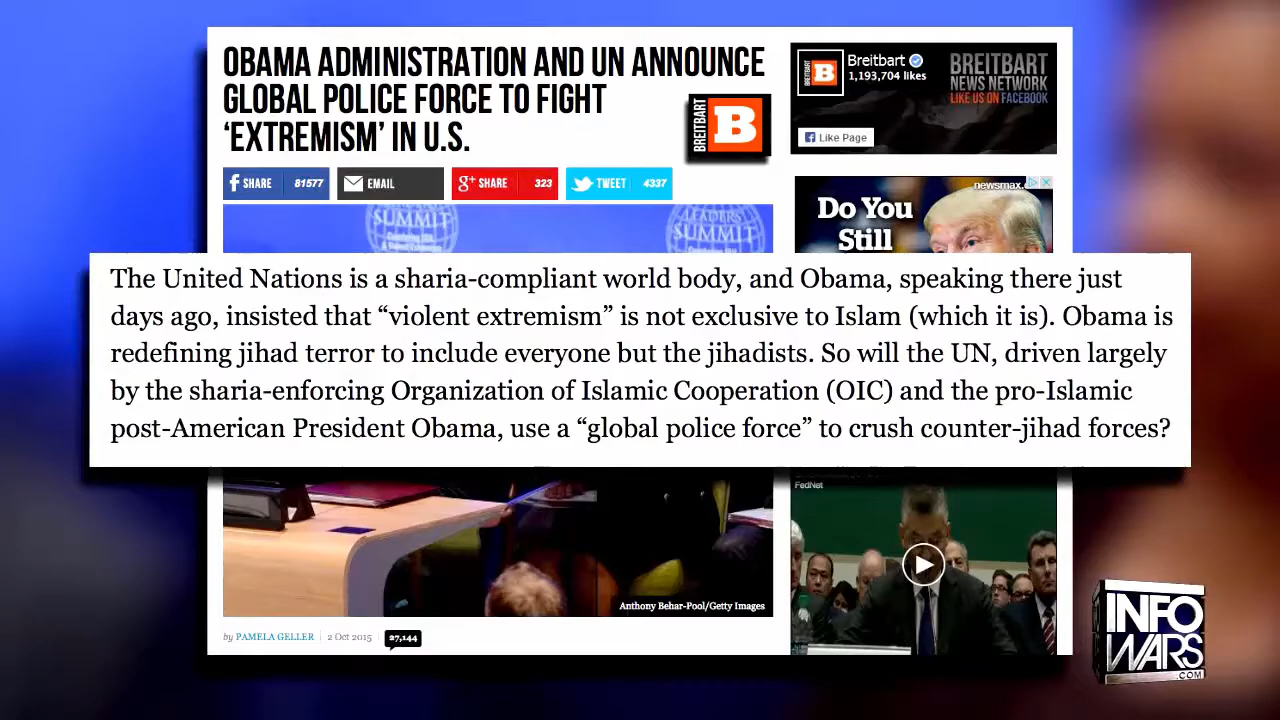 OBAMA ADMINISTRATION AND UN ANNOUNCE
GLOBAL POLICE FORCE TO FIGHT
‘EXTREMISM’ IN U.S.
BREITBART
B
SHARE 81577
EMAIL
g+ SHARE 323
TWEET 4337
BREITBART
B
Breitbart
1,193,704 likes
BREITBART
NEWS NETWORK
LIKE US ON FACEBOOK
Like Page
SUMMIT
LEADERS
SUMMIT
newsmax.
Do You
Still
The United Nations is a sharia-compliant world body, and Obama, speaking there just
days ago, insisted that “violent extremism” is not exclusive to Islam (which it is). Obama is
redefining jihad terror to include everyone but the jihadists. So will the UN, driven largely
by the sharia-enforcing Organization of Islamic Cooperation (OIC) and the pro-Islamic
post-American President Obama, use a “global police force” to crush counter-jihad forces?
FedNet
Anthony Behar-Pool/Getty Images
by PAMELA GELLER | 2 Oct 2015 27,144
INFO
WARS
.COM